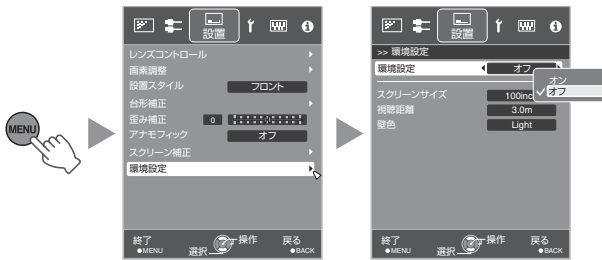 MENU
設置
レンズコントロール
画素調整
設置スタイル フロント
台形補正
歪み補正 0
アナモフィック オフ
スクリーン補正
環境設定
終了
●MENU
選択
操作
戻る
●BACK
設置
>> 環境設定
環境設定 オフ
オン
✓オフ
スクリーンサイズ 100inc
視聴距離 3.0m
壁色 Light
終了
●MENU
選択
操作
戻る
●BACK